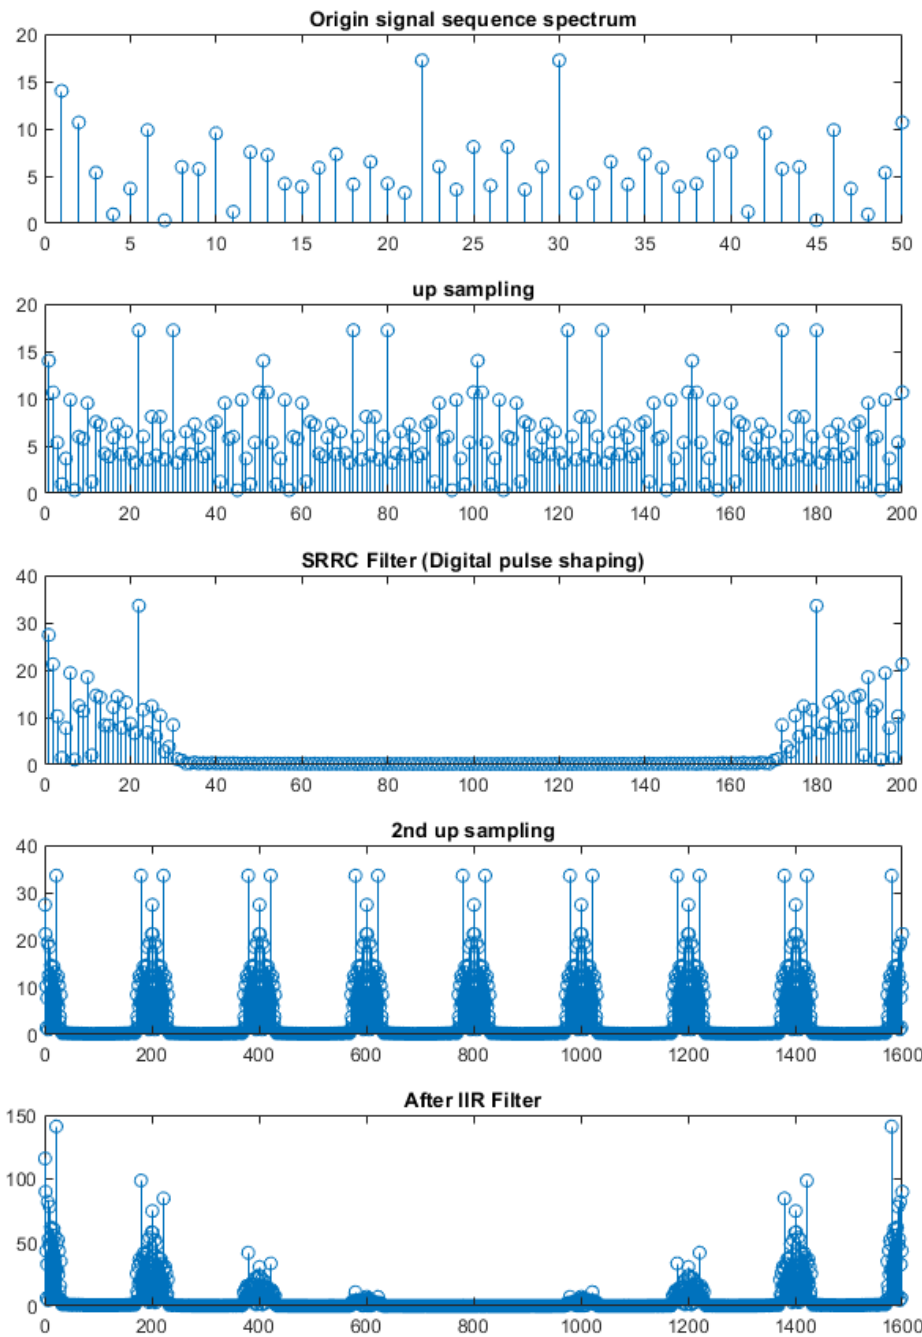 Origin signal sequence spectrum
20
15
10
5
0
0 5 10 15 20 25 30 35 40 45 50
up sampling
20
15
10
5
0
0 20 40 60 80 100 120 140 160 180 200
SRRC Filter (Digital pulse shaping)
40
30
20
10
0
0 20 40 60 80 100 120 140 160 180 200
2nd up sampling
40
30
20
10
0
0 200 400 600 800 1000 1200 1400 1600
After IIR Filter
150
100
50
0
0 200 400 600 800 1000 1200 1400 1600